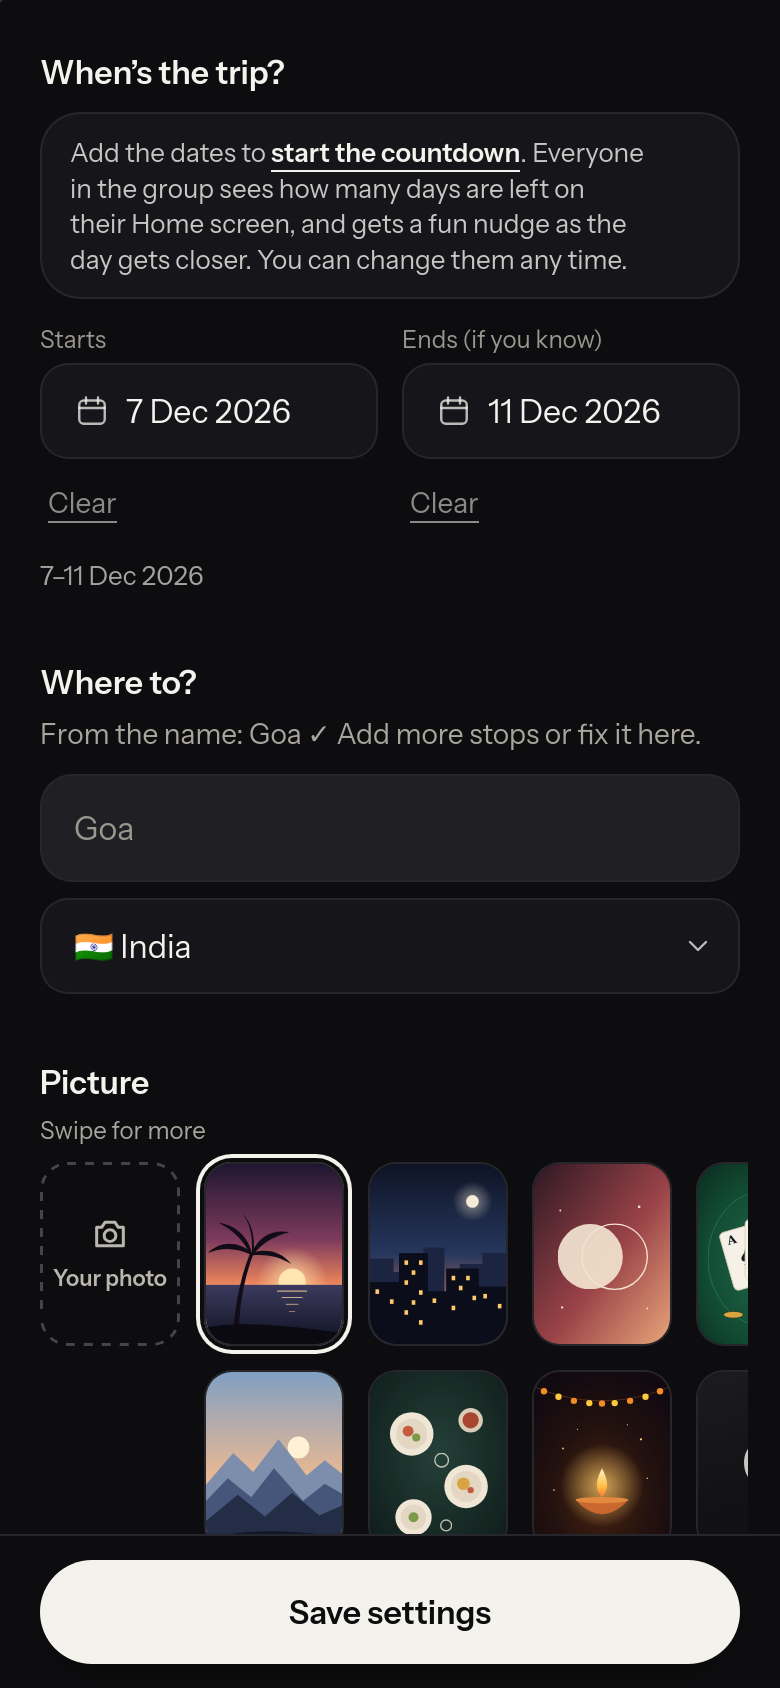 When's the trip?
Add the dates to start the countdown. Everyone
in the group sees how many days are left on
their Home screen, and gets a fun nudge as the
day gets closer. You can change them any time.
Starts
Ends (if you know)
7 Dec 2026
11 Dec 2026
Clear
Clear
7–11 Dec 2026
Where to?
From the name: Goa ✓ Add more stops or fix it here.
Goa
🇮🇳 India
Picture
Swipe for more
Your photo
A
Save settings